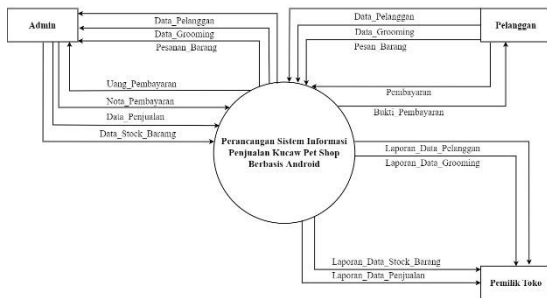 Admin
Data_Pelanggan
Data_Grooming
Pesanan_Barang
Uang_Pembayaran
Nota_Pembayaran
Data_Penjualan
Data_Stock_Barang
Data_Pelanggan
Data_Grooming
Pesan_Barang
Pelanggan
Pembayaran
Bukti_Pembayaran
Perancangan Sistem Informasi
Penjualan Kucaw Pet Shop
Berbasis Android
Laporan_Data_Pelanggan
Laporan_Data_Grooming
Laporan_Data_Stock_Barang
Laporan_Data_Penjualan
Pemilik Toko